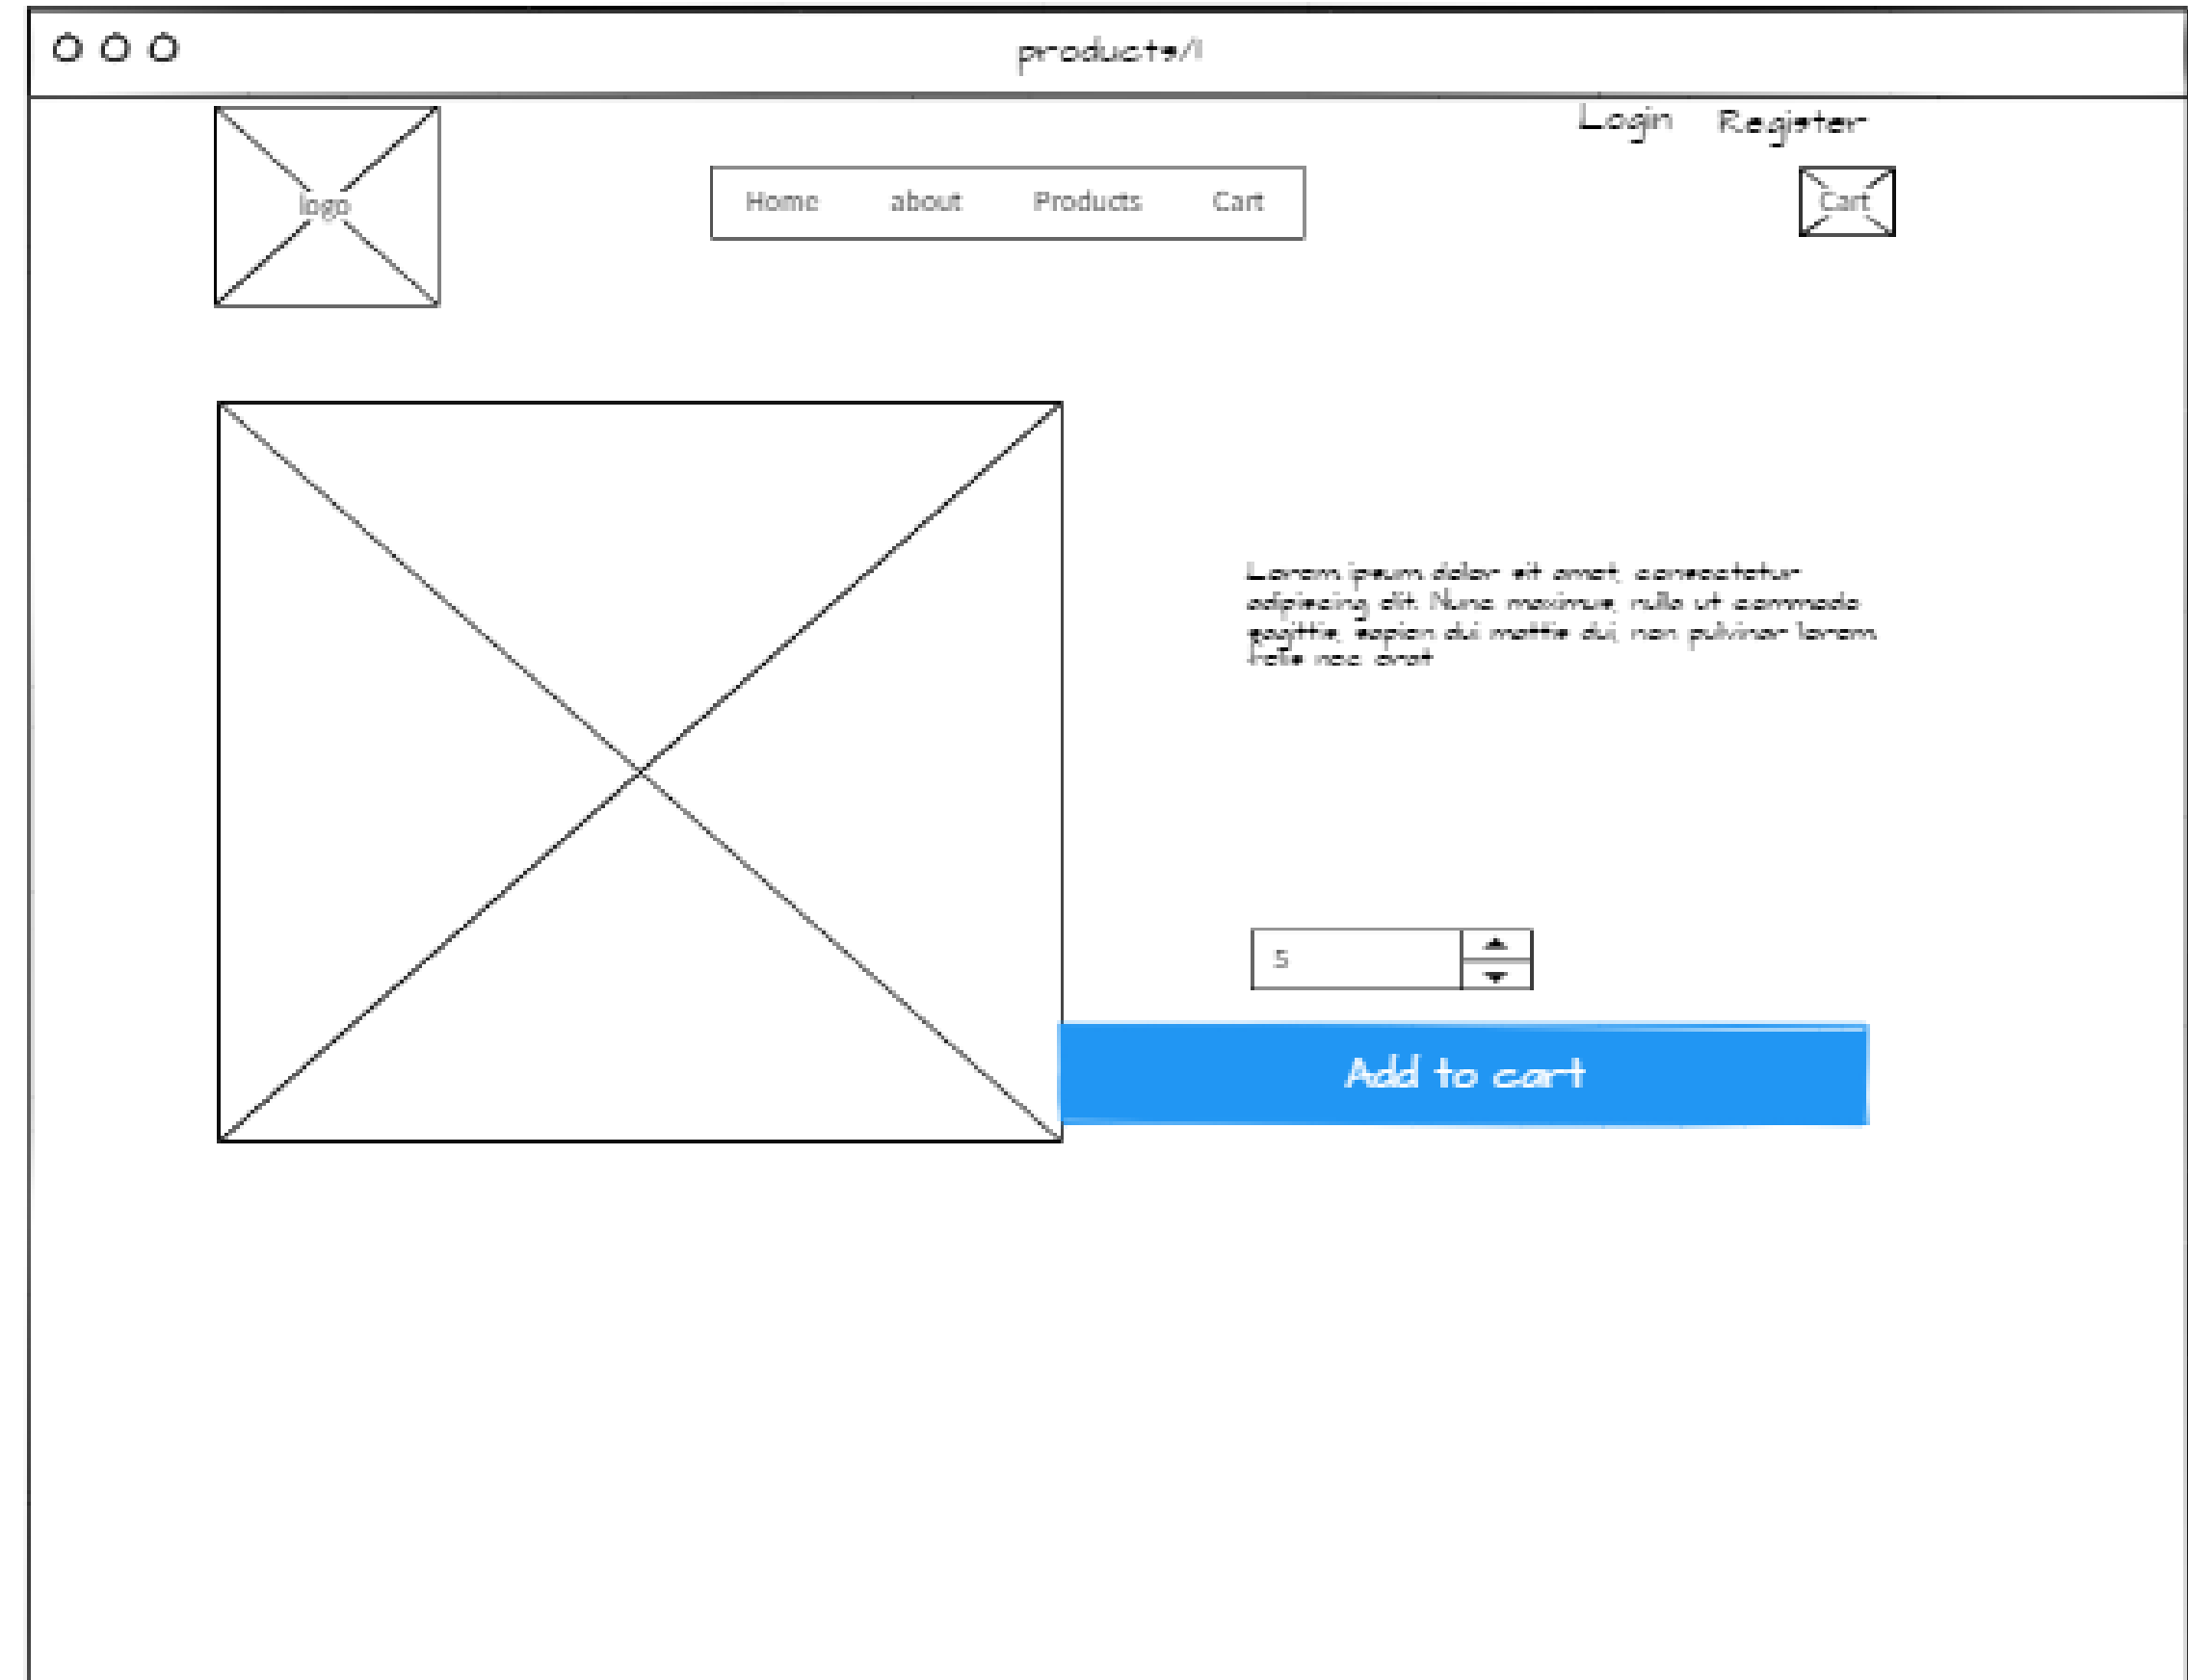 products/1
Login Register
logo
Home about Products Cart
Cart
Lorem ipsum dolor sit amet, consectetur
adipiscing elit. Nunc maximus, nulla ut commodo
sagittis, sapien dui mattis dui, non pulvinar lorem
felis nec erat
5
Add to cart